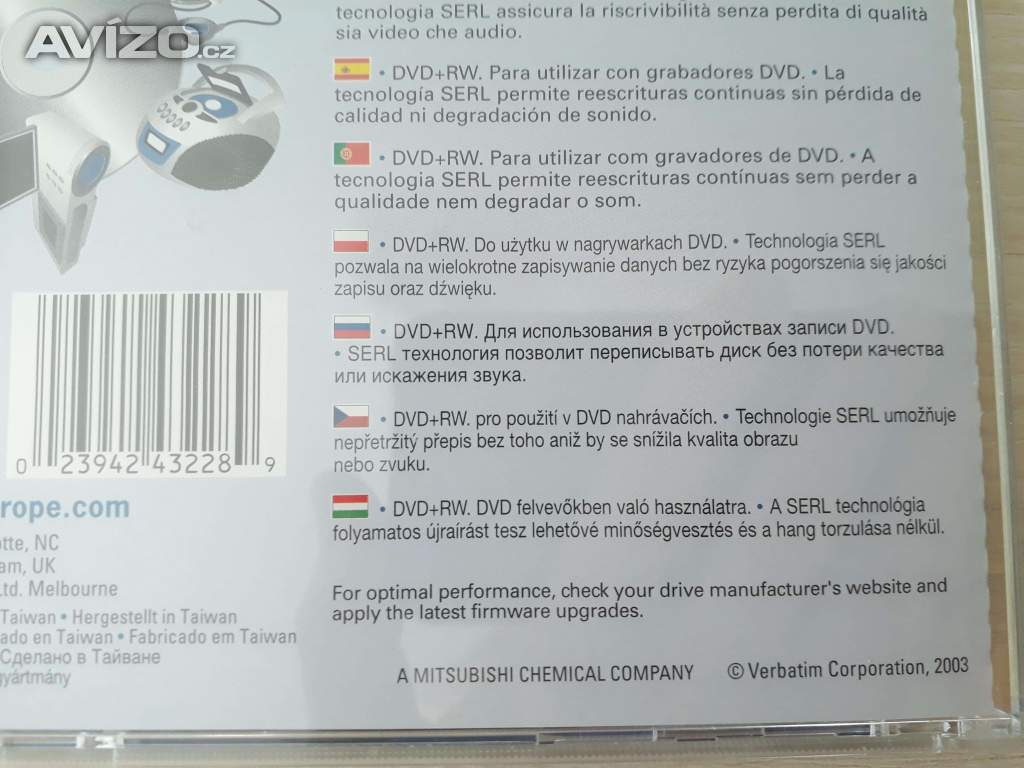 AVÍZO.cz
tecnologia SERL assicura la riscrivibilità senza perdita di qualità
sia video che audio.
• DVD+RW. Para utilizar con grabadores DVD. • La
tecnología SERL permite reescrituras continuas sin pérdida de
calidad ni degradación de sonido.
• DVD+RW. Para utilizar com gravadores de DVD. • A
tecnologia SERL permite reescrituras contínuas sem perder a
qualidade nem degradar o som.
• DVD+RW. Do użytku w nagrywarkach DVD. • Technologia SERL
pozwala na wielokrotne zapisywanie danych bez ryzyka pogorszenia się jakości
zapisu oraz dźwięku.
• DVD+RW. Для использования в устройствах записи DVD.
• SERL технология позволит переписывать диск без потери качества
или искажения звука.
• DVD+RW. pro použití v DVD nahrávačích. • Technologie SERL umožňuje
nepřetržitý přepis bez toho aniž by se snížila kvalita obrazu
nebo zvuku.
• DVD+RW. DVD felvevőkben való használatra. • A SERL technológia
folyamatos újraírást tesz lehetővé minőségvesztés és a hang torzulása nélkül.
For optimal performance, check your drive manufacturer's website and
apply the latest firmware upgrades.
A MITSUBISHI CHEMICAL COMPANY © Verbatim Corporation, 2003
0 23942 43228 9
rope.com
otte, NC
am, UK
Ltd. Melbourne
Taiwan • Hergestellt in Taiwan
ado en Taiwan • Fabricado em Taiwan
Сделано в Тайване
gyártmány